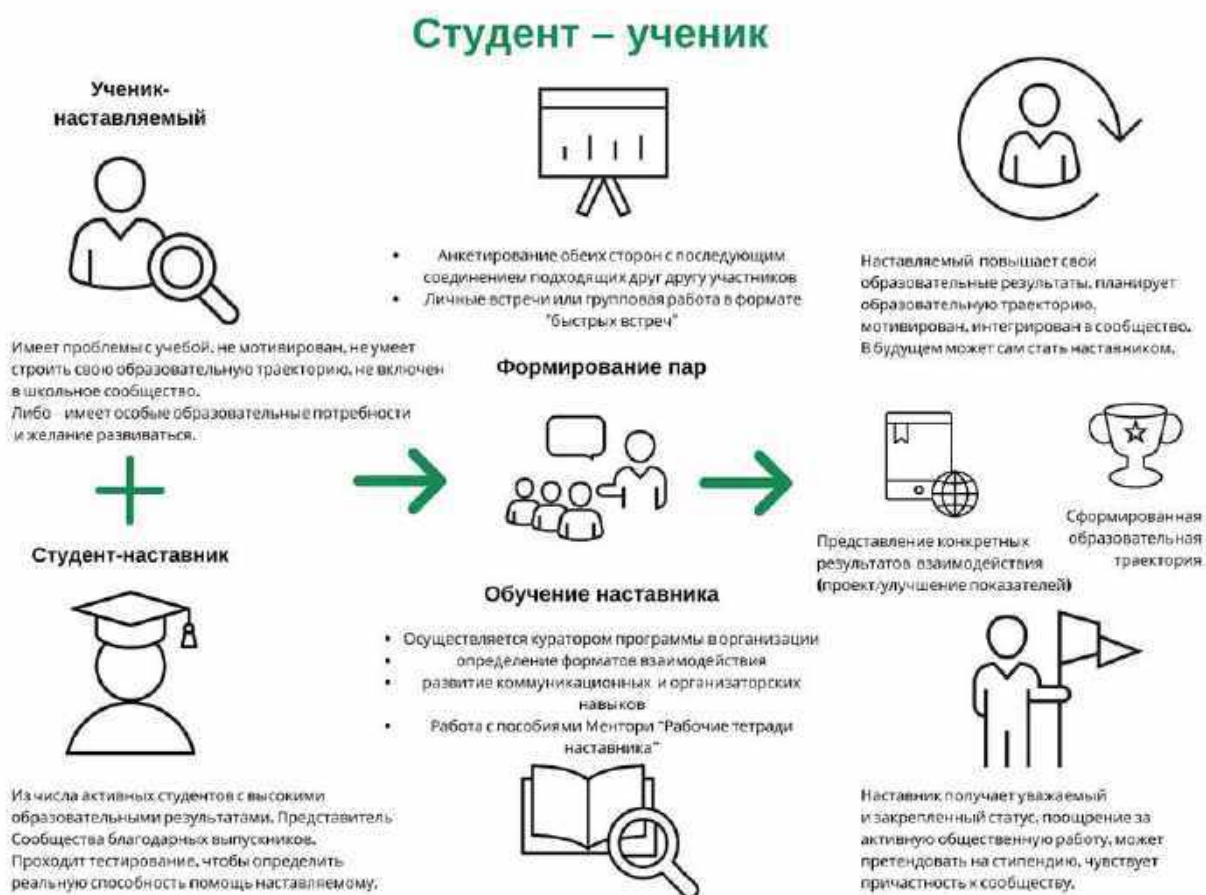 Студент – ученик
Ученик-
наставляемый
Имеет проблемы с учебой, не мотивирован, не умеет
строить свою образовательную траекторию, не включен
в школьное сообщество.
Либо - имеет особые образовательные потребности
и желание развиваться.
Студент-наставник
Из числа активных студентов с высокими
образовательными результатами. Представитель
Сообщества благодарных выпускников.
Проходит тестирование, чтобы определить
реальную способность помощь наставляемому.
• Анкетирование обеих сторон с последующим
соединением подходящих друг другу участников
• Личные встречи или групповая работа в формате
"быстрых встреч"
Формирование пар
Обучение наставника
• Осуществляется куратором программы в организации
• определение форматов взаимодействия
• развитие коммуникационных и организаторских
навыков
• Работа с пособиями Ментори "Рабочие тетради
наставника"
Наставляемый повышает свои
образовательные результаты, планирует
образовательную траекторию,
мотивирован, интегрирован в сообщество.
В будущем может сам стать наставником.
Представление конкретных
результатов взаимодействия
(проект/улучшение показателей)
Сформированная
образовательная
траектория
Наставник получает уважаемый
и закрепленный статус, поощрение за
активную общественную работу, может
претендовать на стипендию, чувствует
причастность к сообществу.